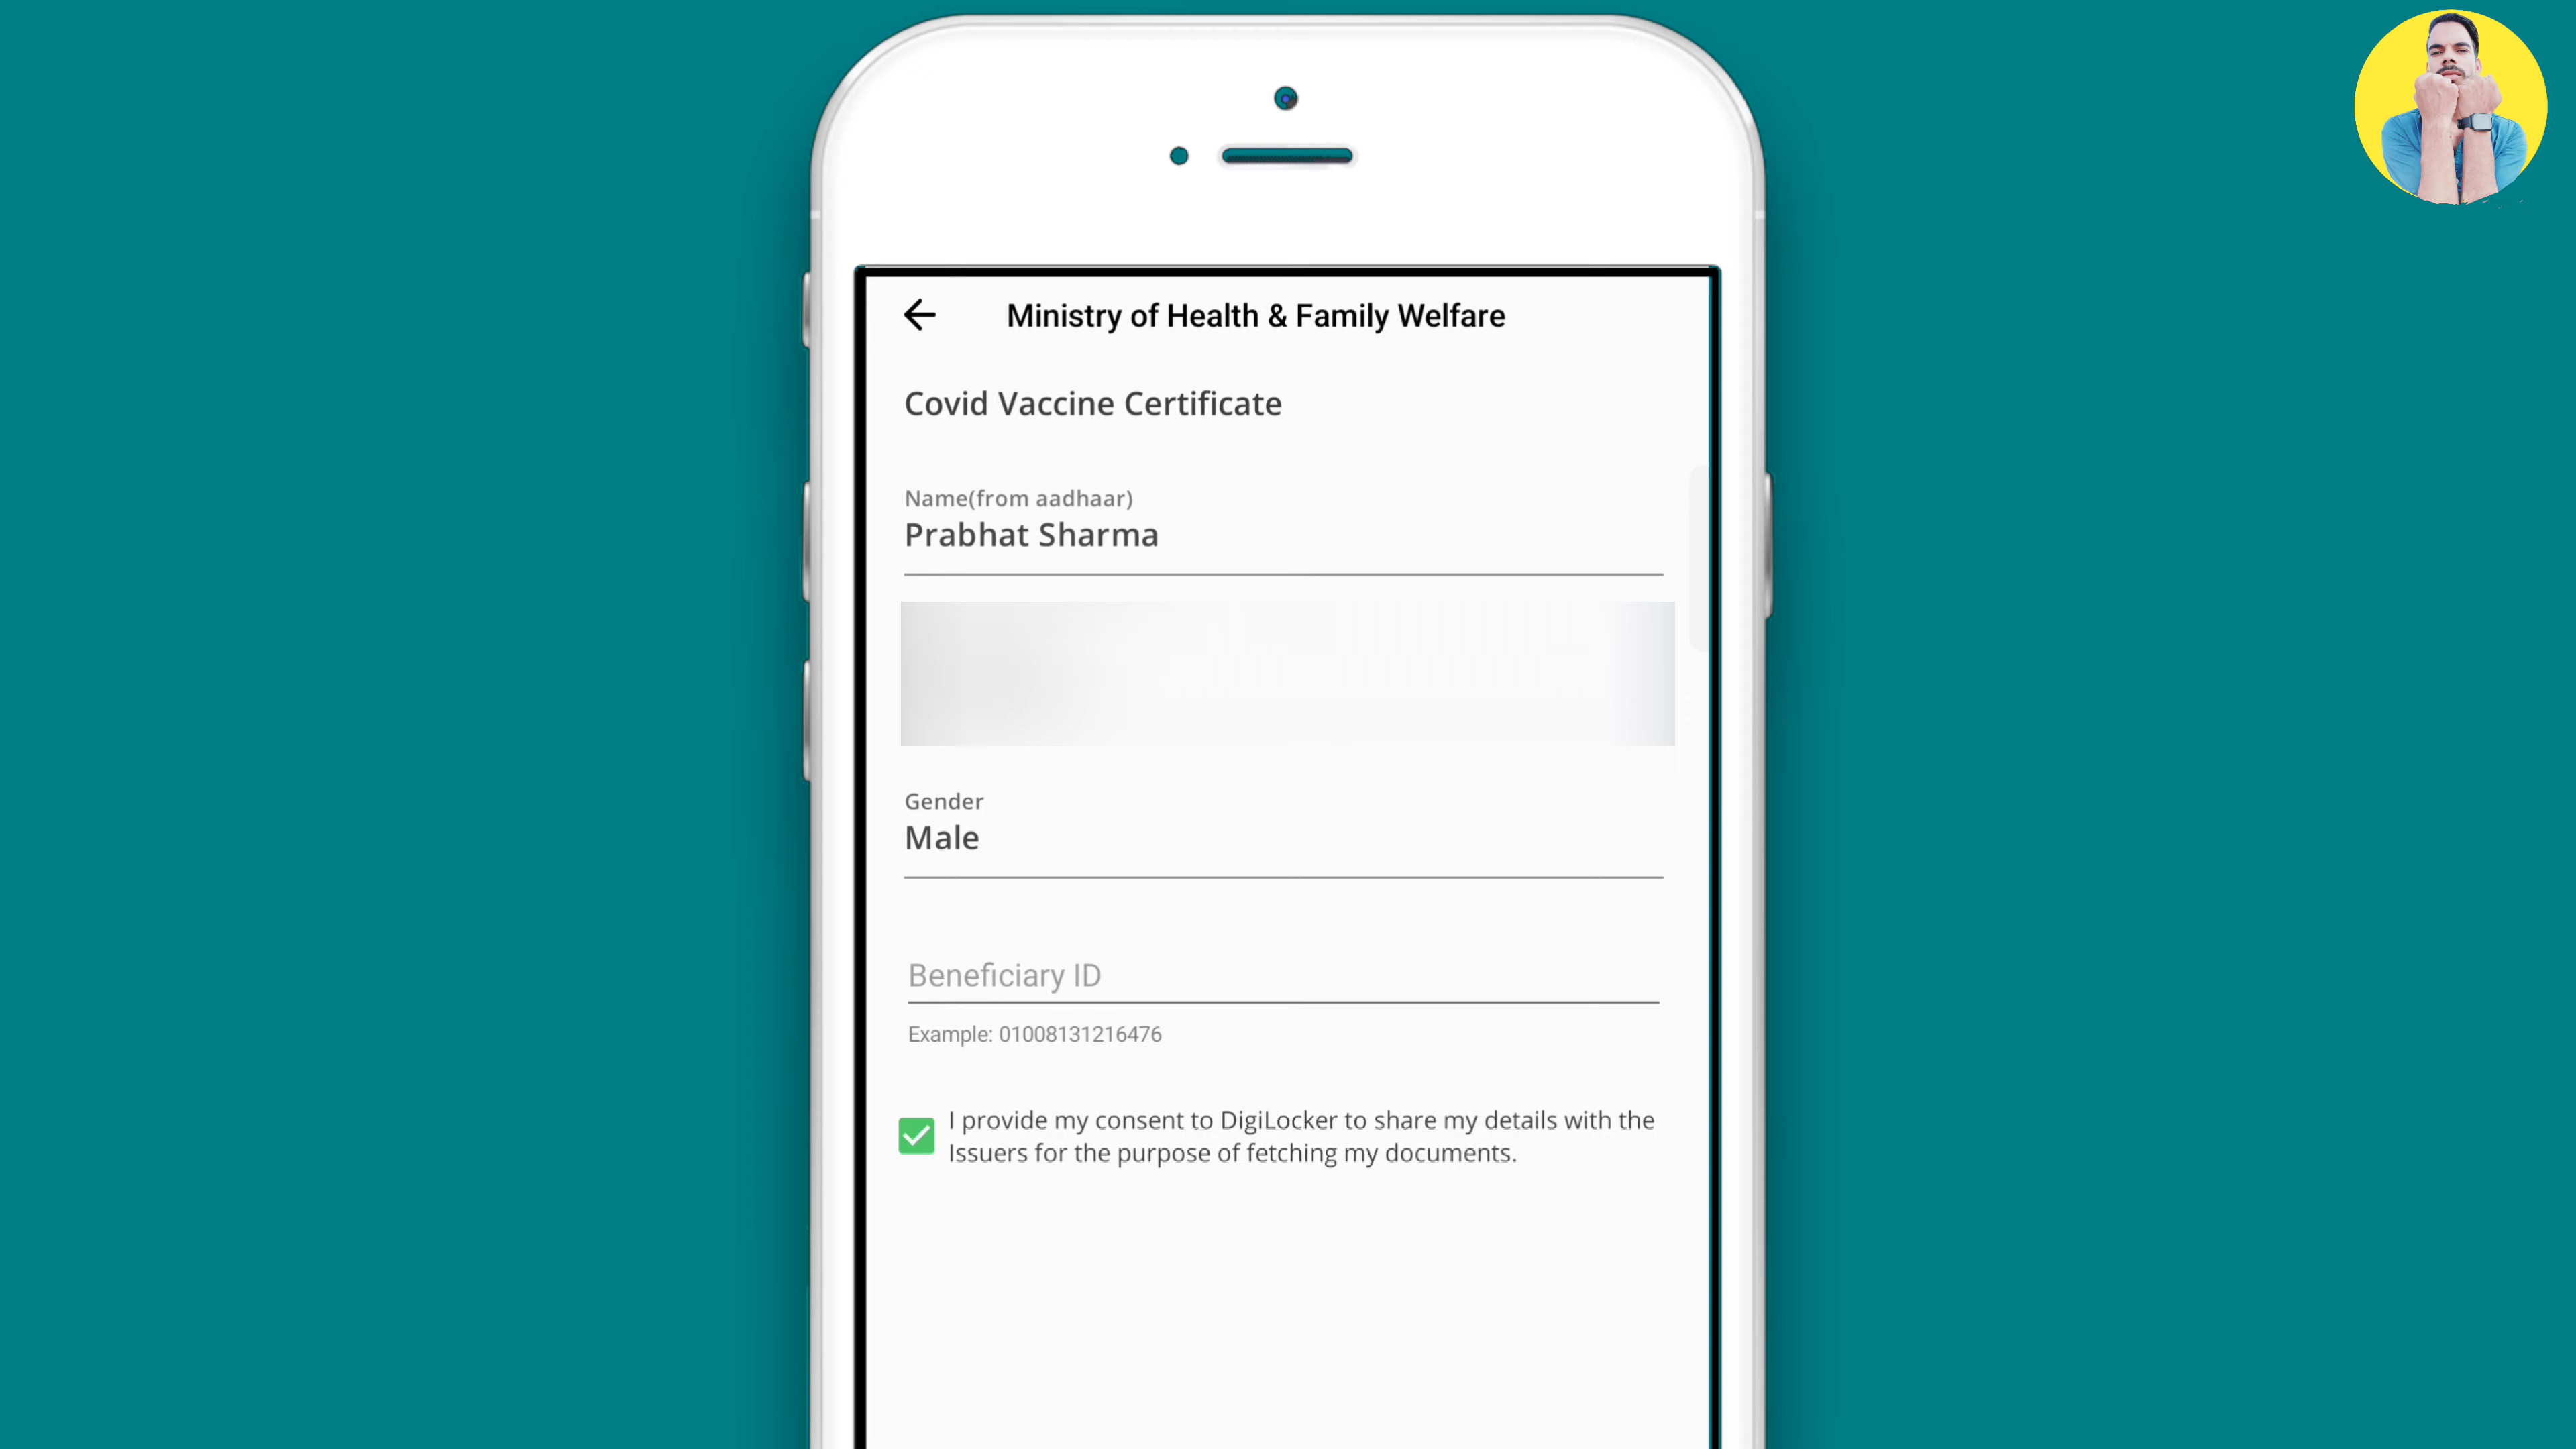 Ministry of Health & Family Welfare
Covid Vaccine Certificate
Name(from aadhaar)
Prabhat Sharma
Gender
Male
Beneficiary ID
Example: 01008131216476
I provide my consent to DigiLocker to share my details with the
Issuers for the purpose of fetching my documents.